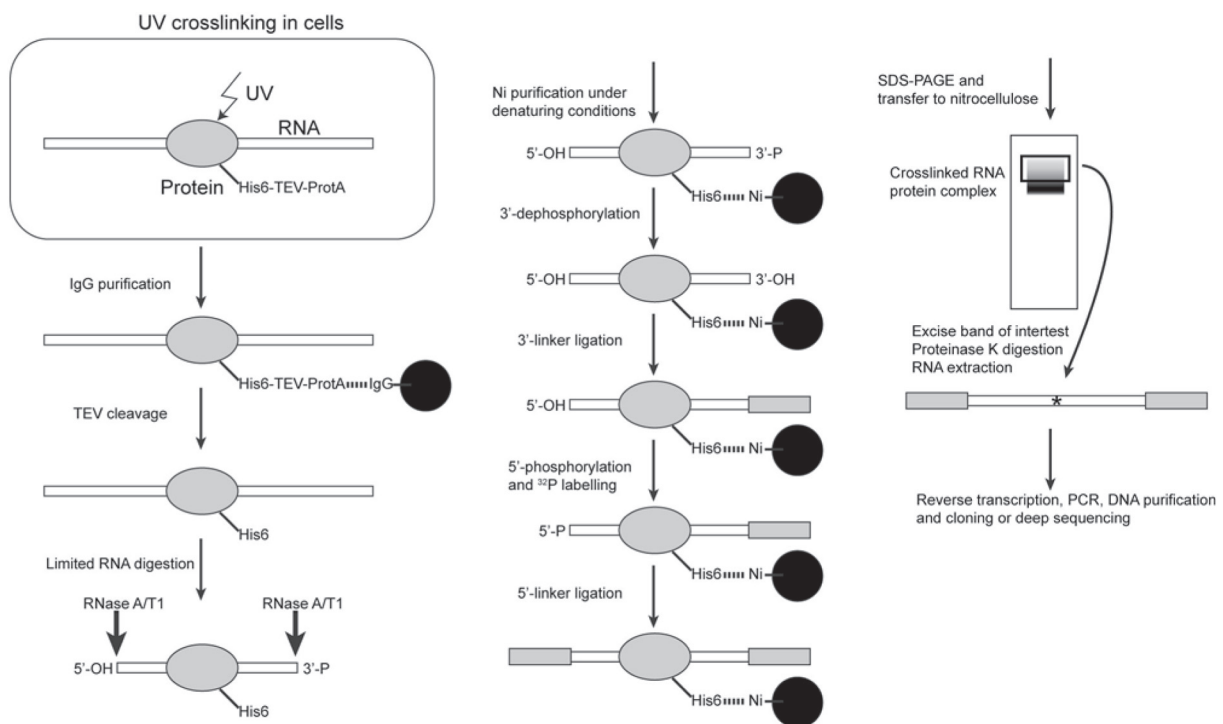 UV crosslinking in cells
UV
RNA
Protein
His6-TEV-ProtA
IgG purification
His6-TEV-ProtA IgG
TEV cleavage
His6
Limited RNA digestion
RNase A/T1 RNase A/T1
5'-OH 3'-P
His6
Ni purification under
denaturing conditions
5'-OH 3'-P
His6 Ni
3'-dephosphorylation
5'-OH 3'-OH
His6 Ni
3'-linker ligation
5'-OH
His6 Ni
5'-phosphorylation
and ³²P labelling
5'-P
His6 Ni
5'-linker ligation
His6 Ni
SDS-PAGE and
transfer to nitrocellulose
Crosslinked RNA
protein complex
Excise band of intertest
Proteinase K digestion
RNA extraction
*
Reverse transcription, PCR, DNA purification
and cloning or deep sequencing